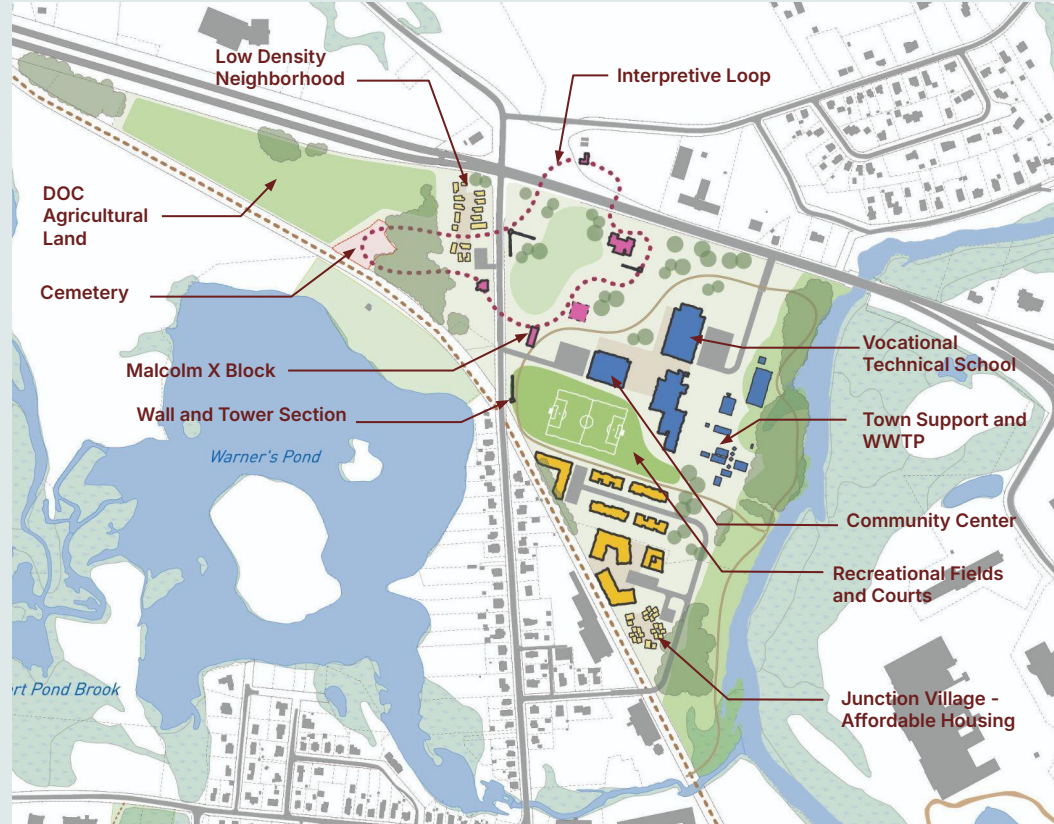 Low Density
Neighborhood
Interpretive Loop
DOC
Agricultural
Land
Cemetery
Malcolm X Block
Vocational
Technical School
Wall and Tower Section
Town Support and
WWTP
Warner's Pond
Community Center
Recreational Fields
and Courts
ort Pond Brook
Junction Village -
Affordable Housing